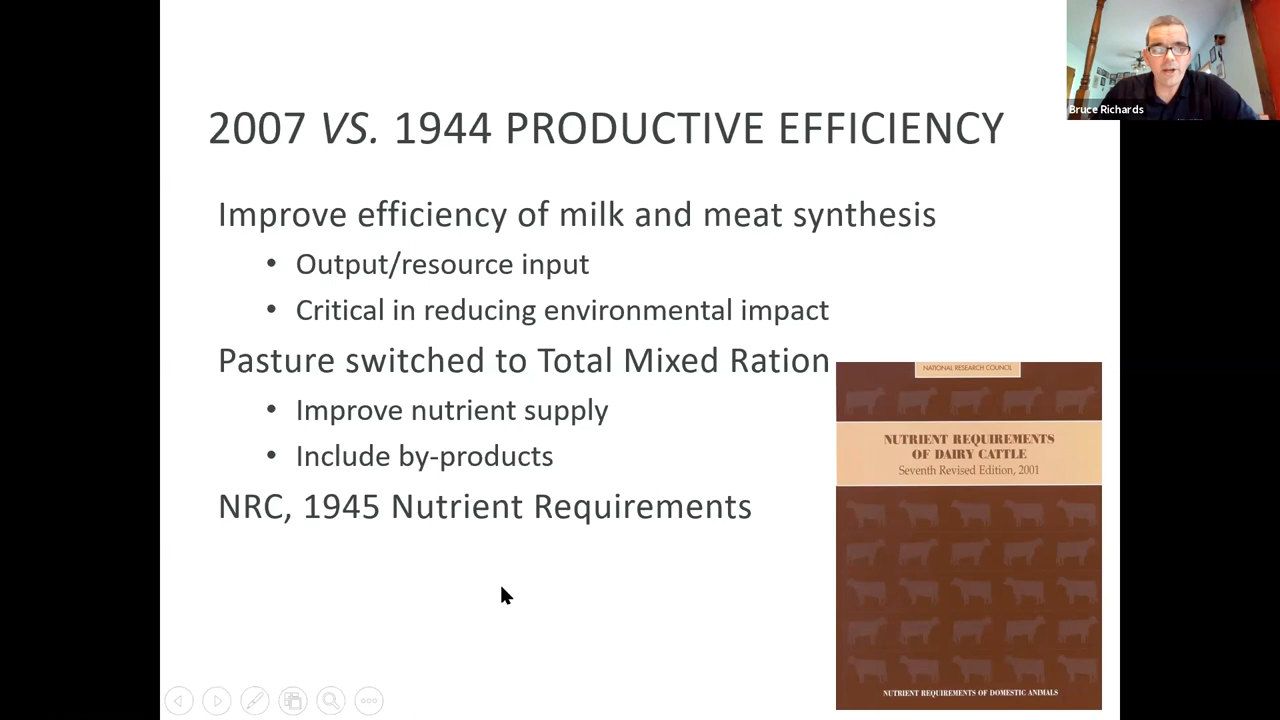 Bruce Richards
2007 VS. 1944 PRODUCTIVE EFFICIENCY
Improve efficiency of milk and meat synthesis
• Output/resource input
• Critical in reducing environmental impact
Pasture switched to Total Mixed Ration
• Improve nutrient supply
• Include by-products
NRC, 1945 Nutrient Requirements
NATIONAL RESEARCH COUNCIL
NUTRIENT REQUIREMENTS
OF DAIRY CATTLE
Seventh Revised Edition, 2001
NUTRIENT REQUIREMENTS OF DOMESTIC ANIMALS